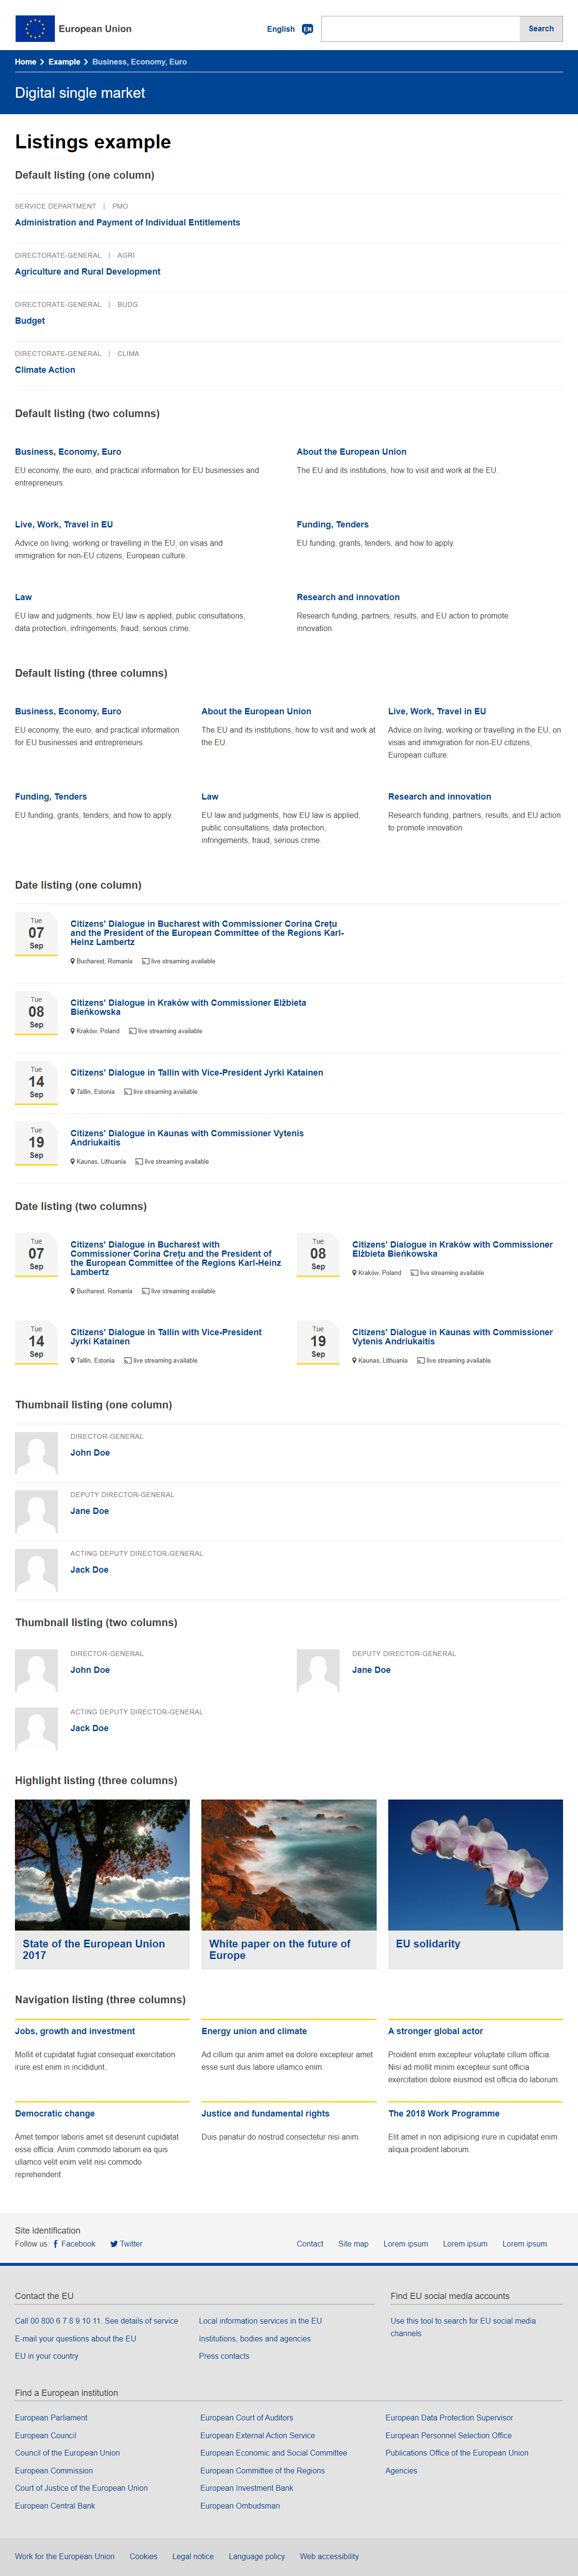 European Union
English EN
Search
Home > Example > Business, Economy, Euro
Digital single market
Listings example
Default listing (one column)
SERVICE DEPARTMENT | PMO
Administration and Payment of Individual Entitlements
DIRECTORATE-GENERAL | AGRI
Agriculture and Rural Development
DIRECTORATE-GENERAL | BUDG
Budget
DIRECTORATE-GENERAL | CLIMA
Climate Action
Default listing (two columns)
Business, Economy, Euro
EU economy, the euro, and practical information for EU businesses and
entrepreneurs.
About the European Union
The EU and its institutions, how to visit and work at the EU.
Live, Work, Travel in EU
Advice on living, working or travelling in the EU, on visas and
immigration for non-EU citizens, European culture.
Funding, Tenders
EU funding, grants, tenders, and how to apply.
Law
EU law and judgments, how EU law is applied, public consultations,
data protection, infringements, fraud, serious crime.
Research and innovation
Research funding, partners, results, and EU action to promote
innovation.
Default listing (three columns)
Business, Economy, Euro
EU economy, the euro, and practical information
for EU businesses and entrepreneurs.
About the European Union
The EU and its institutions, how to visit and work at
the EU.
Live, Work, Travel in EU
Advice on living, working or travelling in the EU, on
visas and immigration for non-EU citizens,
European culture.
Funding, Tenders
EU funding, grants, tenders, and how to apply.
Law
EU law and judgments, how EU law is applied,
public consultations, data protection,
infringements, fraud, serious crime.
Research and innovation
Research funding, partners, results, and EU action
to promote innovation.
Date listing (one column)
Tue
07
Sep
Citizens' Dialogue in Bucharest with Commissioner Corina Crețu
and the President of the European Committee of the Regions Karl-
Heinz Lambertz
Bucharest, Romania live streaming available
Tue
08
Sep
Citizens' Dialogue in Kraków with Commissioner Elżbieta
Bieńkowska
Kraków, Poland live streaming available
Tue
14
Sep
Citizens' Dialogue in Tallin with Vice-President Jyrki Katainen
Tallin, Estonia live streaming available
Tue
19
Sep
Citizens' Dialogue in Kaunas with Commissioner Vytenis
Andriukaitis
Kaunas, Lithuania live streaming available
Date listing (two columns)
Tue
07
Sep
Citizens' Dialogue in Bucharest with
Commissioner Corina Crețu and the President of
the European Committee of the Regions Karl-Heinz
Lambertz
Bucharest, Romania live streaming available
Tue
08
Sep
Citizens' Dialogue in Kraków with Commissioner
Elżbieta Bieńkowska
Kraków, Poland live streaming available
Tue
14
Sep
Citizens' Dialogue in Tallin with Vice-President
Jyrki Katainen
Tallin, Estonia live streaming available
Tue
19
Sep
Citizens' Dialogue in Kaunas with Commissioner
Vytenis Andriukaitis
Kaunas, Lithuania live streaming available
Thumbnail listing (one column)
DIRECTOR-GENERAL
John Doe
DEPUTY DIRECTOR-GENERAL
Jane Doe
ACTING DEPUTY DIRECTOR-GENERAL
Jack Doe
Thumbnail listing (two columns)
DIRECTOR-GENERAL
John Doe
DEPUTY DIRECTOR-GENERAL
Jane Doe
ACTING DEPUTY DIRECTOR-GENERAL
Jack Doe
Highlight listing (three columns)
State of the European Union
2017
White paper on the future of
Europe
EU solidarity
Navigation listing (three columns)
Jobs, growth and investment
Mollit et cupidatat fugiat consequat exercitation
irure est enim in incididunt.
Energy union and climate
Ad cillum qui anim amet ea dolore excepteur amet
esse sunt duis labore ullamco enim.
A stronger global actor
Proident enim excepteur voluptate cillum officia.
Nisi ad mollit minim excepteur sunt officia
exercitation dolore eiusmod est officia do laborum.
Democratic change
Amet tempor laboris amet sit deserunt cupidatat
esse officia. Anim commodo laborum ea quis
ullamco velit enim velit nisi commodo
reprehenderit.
Justice and fundamental rights
Duis pariatur do nostrud consectetur nisi anim.
The 2018 Work Programme
Elit amet in non adipisicing irure in cupidatat enim
aliqua proident laborum.
Site identification
Follow us: Facebook Twitter
Contact Site map Lorem ipsum Lorem ipsum Lorem ipsum
Contact the EU
Call 00 800 6 7 8 9 10 11. See details of service
E-mail your questions about the EU
EU in your country
Local information services in the EU
Institutions, bodies and agencies
Press contacts
Find EU social media accounts
Use this tool to search for EU social media
channels
Find a European institution
European Parliament
European Council
Council of the European Union
European Commission
Court of Justice of the European Union
European Central Bank
European Court of Auditors
European External Action Service
European Economic and Social Committee
European Committee of the Regions
European Investment Bank
European Ombudsman
European Data Protection Supervisor
European Personnel Selection Office
Publications Office of the European Union
Agencies
Work for the European Union Cookies Legal notice Language policy Web accessibility